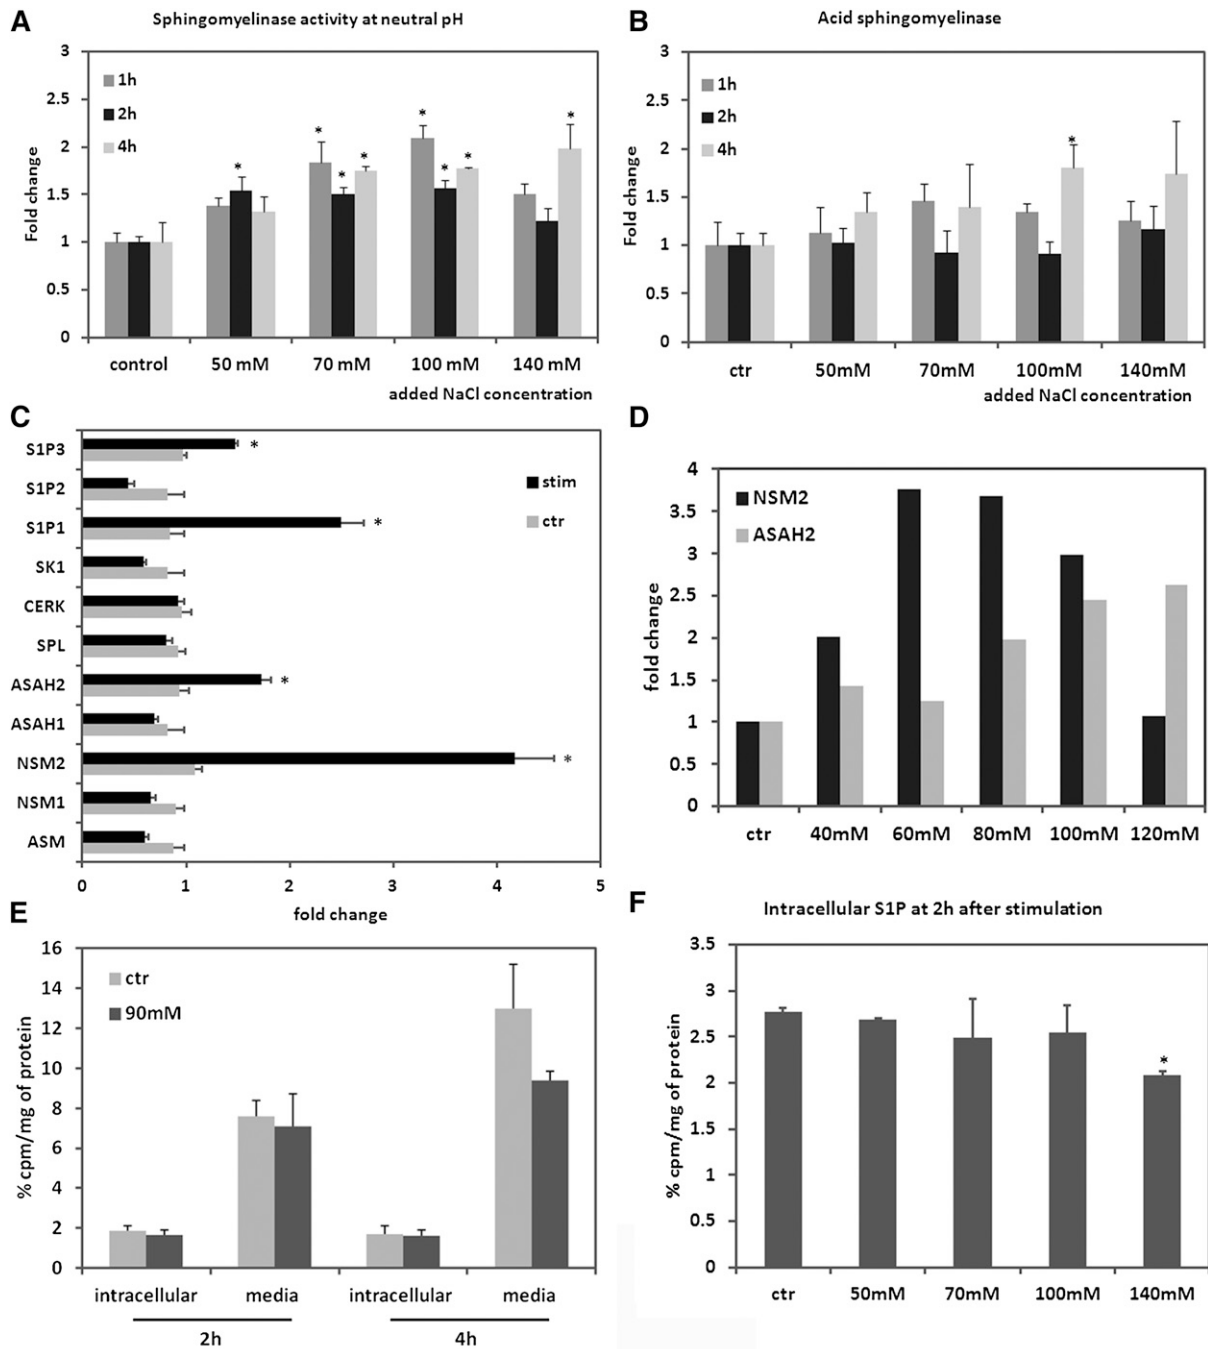 A
Sphingomyelinase activity at neutral pH
Fold change
3
2.5
2
1.5
1
0.5
0
1h
2h
4h
*
*
*
*
*
*
*
*
control 50 mM 70 mM 100 mM 140 mM
added NaCl concentration
B
Acid sphingomyelinase
Fold change
3
2.5
2
1.5
1
0.5
0
1h
2h
4h
*
ctr 50mM 70mM 100mM 140mM
added NaCl concentration
C
S1P3
S1P2
S1P1
SK1
CERK
SPL
ASAH2
ASAH1
NSM2
NSM1
ASM
stim
ctr
*
*
*
*
0 1 2 3 4 5
fold change
D
fold change
4
3.5
3
2.5
2
1.5
1
0.5
0
NSM2
ASAH2
ctr 40mM 60mM 80mM 100mM 120mM
E
% cpm/mg of protein
16
14
12
10
8
6
4
2
0
ctr
90mM
intracellular media intracellular media
2h 4h
F
Intracellular S1P at 2h after stimulation
% cpm/mg of protein
3.5
3
2.5
2
1.5
1
0.5
0
*
ctr 50mM 70mM 100mM 140mM